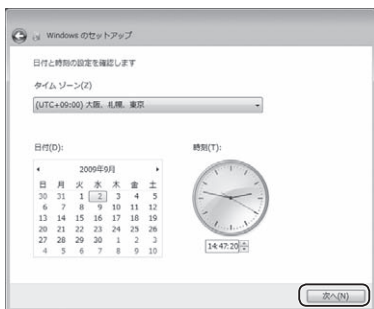 Windows のセットアップ
日付と時刻の設定を確認します
タイム ゾーン(Z)
(UTC+09:00) 大阪、札幌、東京
日付(D):
時刻(T):
2009年9月
日 月 火 水 木 金 土
30 31 1 2 3 4 5
6 7 8 9 10 11 12
13 14 15 16 17 18 19
20 21 22 23 24 25 26
27 28 29 30 1 2 3
4 5 6 7 8 9 10
14:47:20
次へ(N)